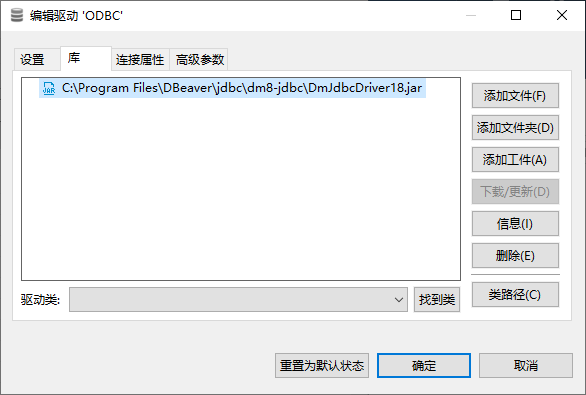 编辑驱动 'ODBC'
设置 库 连接属性 高级参数
JAR C:\Program Files\DBeaver\jdbc\dm8-jdbc\DmJdbcDriver18.jar
添加文件(F)
添加文件夹(D)
添加工件(A)
下载/更新(D)
信息(I)
删除(E)
类路径(C)
驱动类: 找到类
重置为默认状态 确定 取消